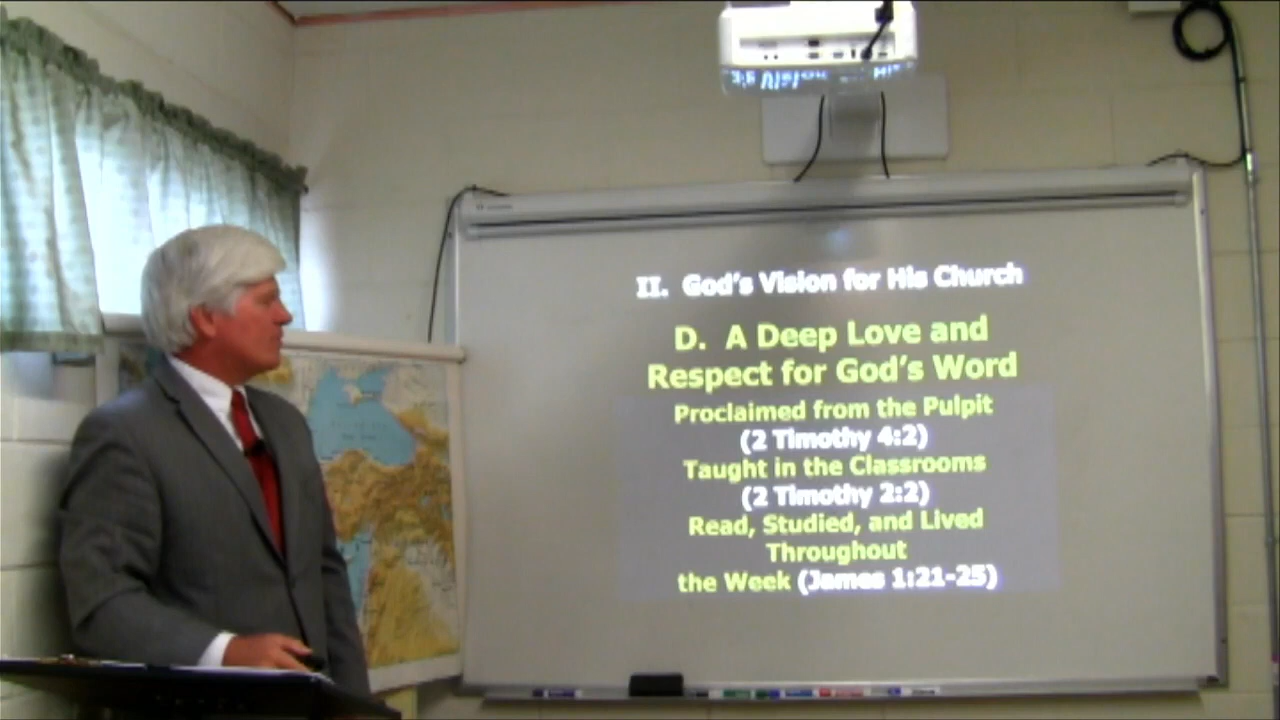 II. God's Vision for His Church
D. A Deep Love and
Respect for God's Word
Proclaimed from the Pulpit
(2 Timothy 4:2)
Taught in the Classrooms
(2 Timothy 2:2)
Read, Studied, and Lived
Throughout
the Week (James 1:21-25)